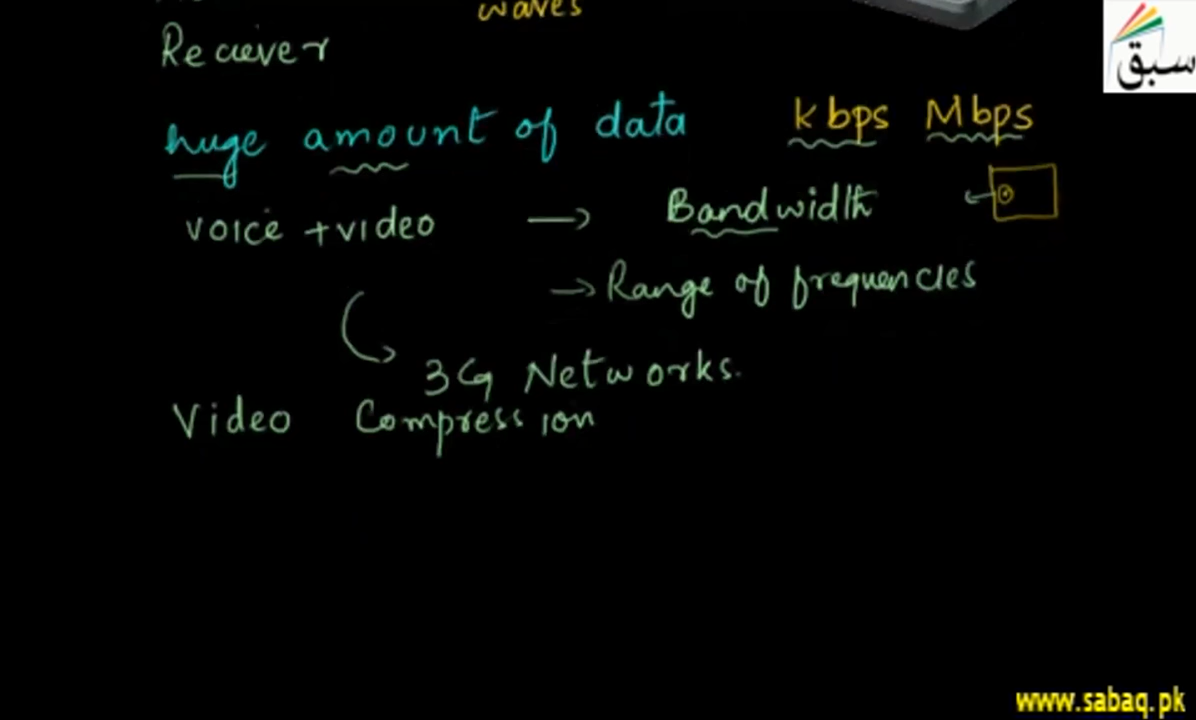 waves
Reciever
سبق
huge amount of data kbps Mbps
voice + video → Bandwidth
→ Range of frequencies
3G Networks.
Video Compression
www.sabaq.pk